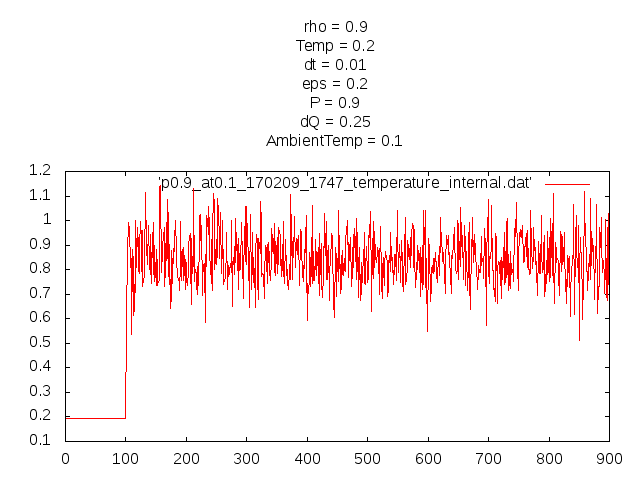 rho = 0.9
Temp = 0.2
dt = 0.01
eps = 0.2
P = 0.9
dQ = 0.25
AmbientTemp = 0.1
1.2
'p0.9_at0.1_170209_1747_temperature_internal.dat'
1.1
1
0.9
0.8
0.7
0.6
0.5
0.4
0.3
0.2
0.1
0 100 200 300 400 500 600 700 800 900